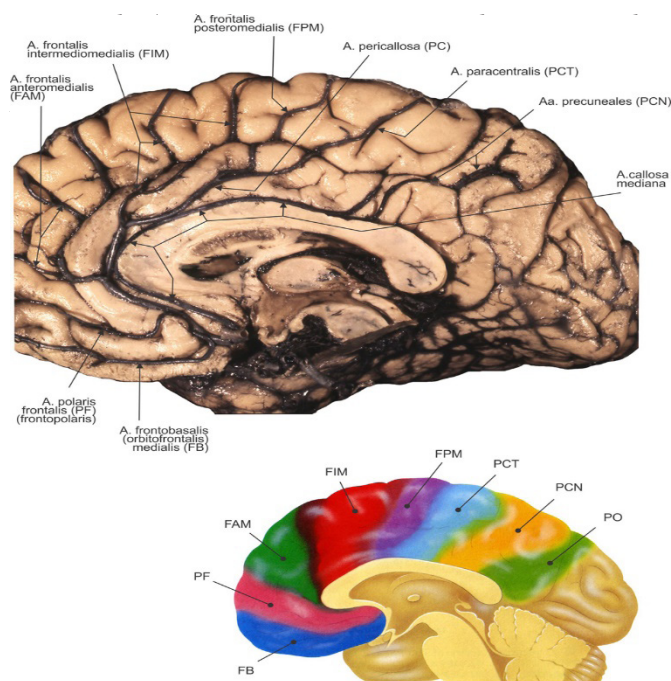 A. frontalis
posteromedialis (FPM)
A. frontalis
intermediomedialis (FIM)
A. pericallosa (PC)
A. frontalis
anteromedialis
(FAM)
A. paracentralis (PCT)
Aa. precuneales (PCN)
A.callosa
mediana
A. polaris
frontalis (PF)
(frontopolaris)
A. frontobasalis
(orbitofrontalis)
medialis (FB)
FPM
PCT
FIM
PCN
PO
FAM
PF
FB